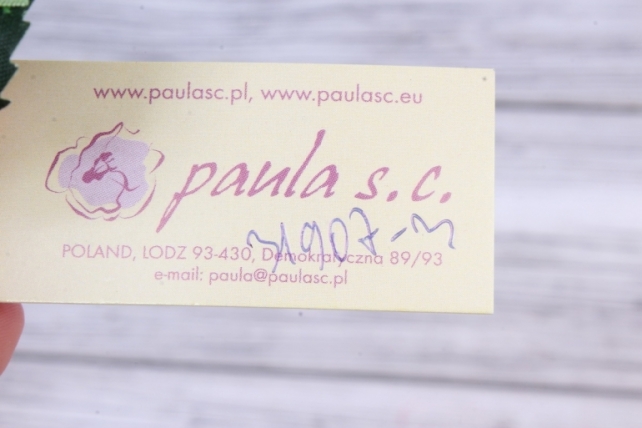 www.paulasc.pl, www.paulasc.eu
paula s.c.
31907-m
POLAND, LODZ 93-430, Demokratyczna 89/93
e-mail: paula@paulasc.pl